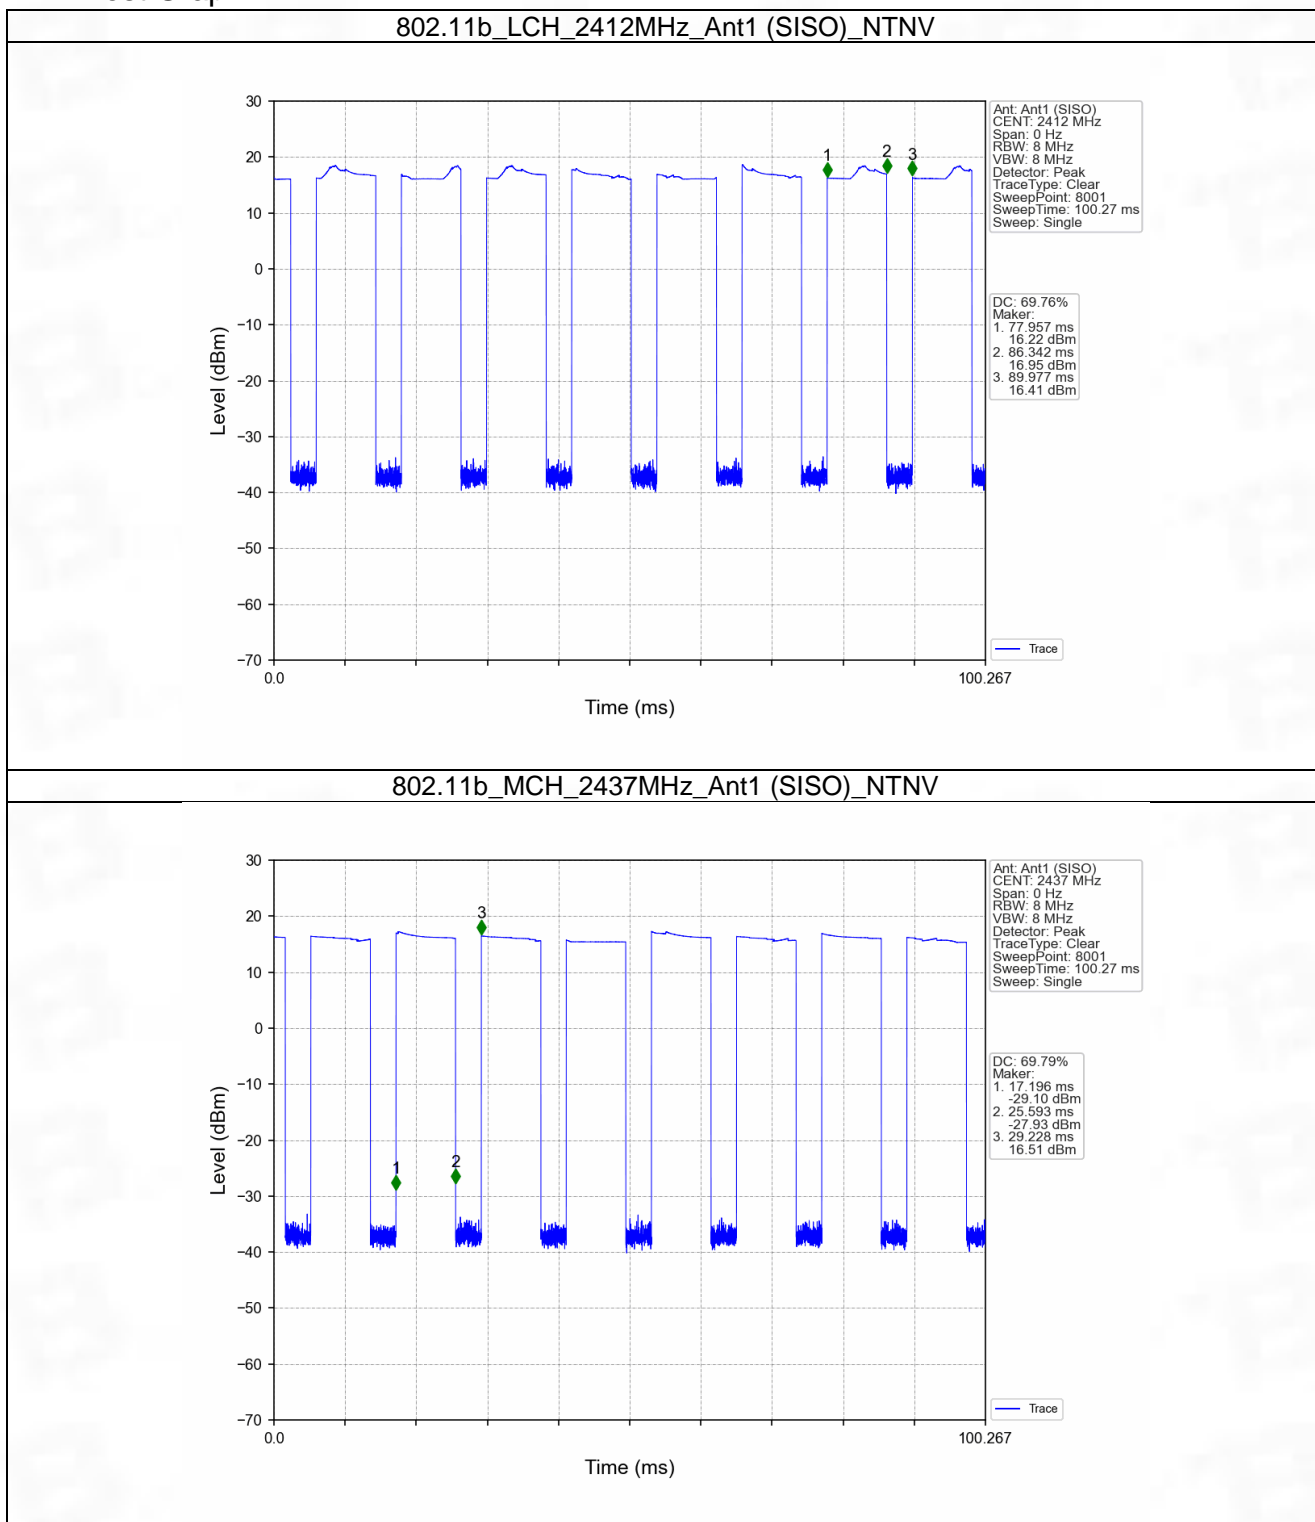 802.11b_LCH_2412MHz_Ant1 (SISO)_NTNV
30
20
10
0
−10
−20
−30
−40
−50
−60
−70
Level (dBm)
0.0
100.267
Time (ms)
1
2
3
Ant: Ant1 (SISO)
CENT: 2412 MHz
Span: 0 Hz
RBW: 8 MHz
VBW: 8 MHz
Detector: Peak
TraceType: Clear
SweepPoint: 8001
SweepTime: 100.27 ms
Sweep: Single
DC: 69.76%
Maker:
1. 77.957 ms
16.22 dBm
2. 86.342 ms
16.95 dBm
3. 89.977 ms
16.41 dBm
Trace
802.11b_MCH_2437MHz_Ant1 (SISO)_NTNV
30
20
10
0
−10
−20
−30
−40
−50
−60
−70
Level (dBm)
0.0
100.267
Time (ms)
1
2
3
Ant: Ant1 (SISO)
CENT: 2437 MHz
Span: 0 Hz
RBW: 8 MHz
VBW: 8 MHz
Detector: Peak
TraceType: Clear
SweepPoint: 8001
SweepTime: 100.27 ms
Sweep: Single
DC: 69.79%
Maker:
1. 17.196 ms
-29.10 dBm
2. 25.593 ms
-27.93 dBm
3. 29.228 ms
16.51 dBm
Trace